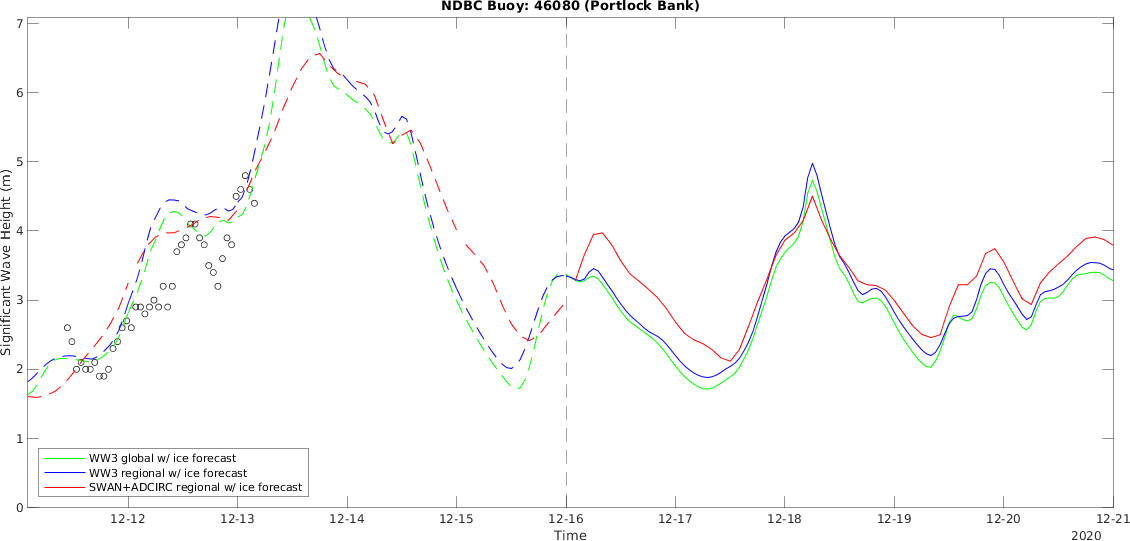 NDBC Buoy: 46080 (Portlock Bank)
7
6
5
4
3
2
1
0
Significant Wave Height (m)
WW3 global w/ ice forecast
WW3 regional w/ ice forecast
SWAN+ADCIRC regional w/ ice forecast
12-12 12-13 12-14 12-15 12-16 12-17 12-18 12-19 12-20 12-21
Time
2020